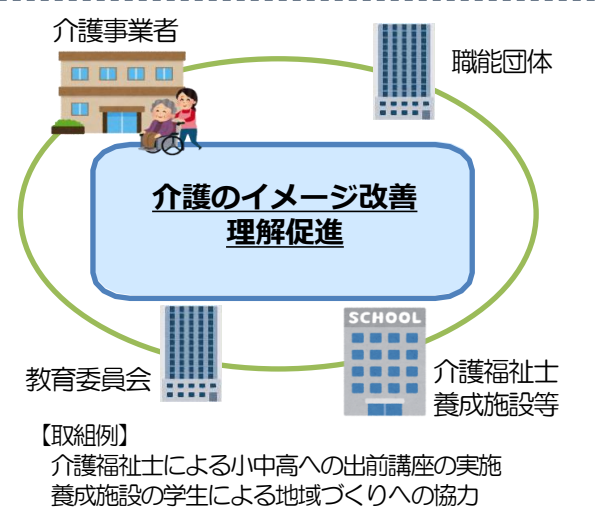 介護事業者
職能団体
介護のイメージ改善
理解促進
SCHOOL
教育委員会
介護福祉士
養成施設等
【取組例】
介護福祉士による小中高への出前講座の実施
養成施設の学生による地域づくりへの協力